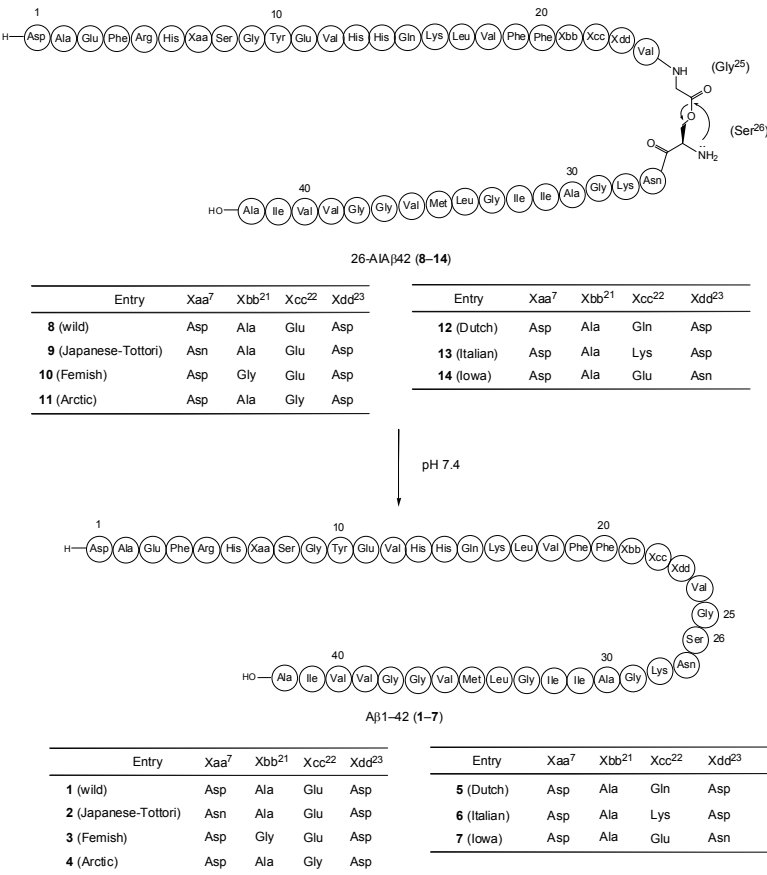 1 10 20
H– Asp Ala Glu Phe Arg His Xaa Ser Gly Tyr Glu Val His His Gln Lys Leu Val Phe Phe Xbb Xcc Xdd
Val
NH (Gly25)
O
O
(Ser26)
O NH2
40 30
HO– Ala Ile Val Val Gly Gly Val Met Leu Gly Ile Ile Ala Gly Lys Asn
26-AIAβ42 (8–14)
Entry Xaa7 Xbb21 Xcc22 Xdd23
8 (wild) Asp Ala Glu Asp
9 (Japanese-Tottori) Asn Ala Glu Asp
10 (Femish) Asp Gly Glu Asp
11 (Arctic) Asp Ala Gly Asp
Entry Xaa7 Xbb21 Xcc22 Xdd23
12 (Dutch) Asp Ala Gln Asp
13 (Italian) Asp Ala Lys Asp
14 (Iowa) Asp Ala Glu Asn
pH 7.4
1 10 20
H– Asp Ala Glu Phe Arg His Xaa Ser Gly Tyr Glu Val His His Gln Lys Leu Val Phe Phe Xbb Xcc Xdd
Val
Gly 25
Ser 26
40 30
HO– Ala Ile Val Val Gly Gly Val Met Leu Gly Ile Ile Ala Gly Lys Asn
Aβ1–42 (1–7)
Entry Xaa7 Xbb21 Xcc22 Xdd23
1 (wild) Asp Ala Glu Asp
2 (Japanese-Tottori) Asn Ala Glu Asp
3 (Femish) Asp Gly Glu Asp
4 (Arctic) Asp Ala Gly Asp
Entry Xaa7 Xbb21 Xcc22 Xdd23
5 (Dutch) Asp Ala Gln Asp
6 (Italian) Asp Ala Lys Asp
7 (Iowa) Asp Ala Glu Asn